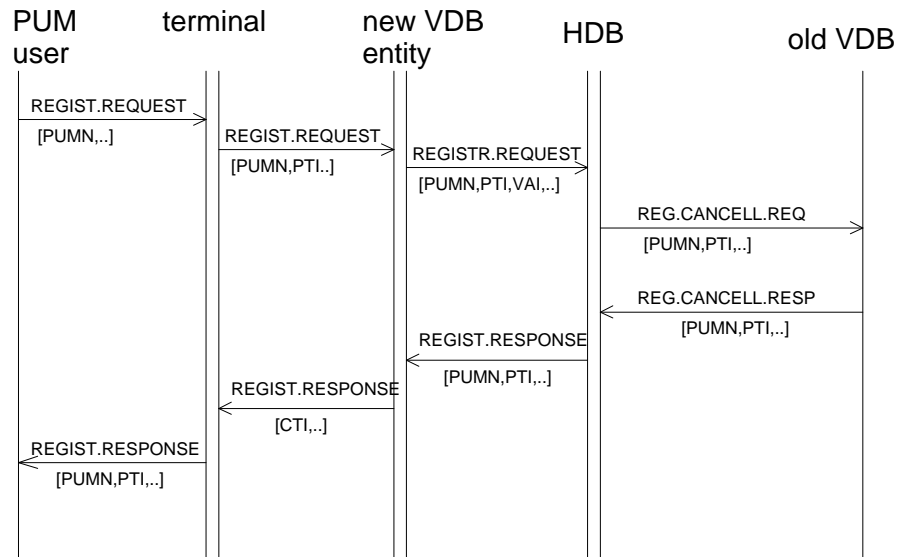 PUM user
terminal
new VDB entity
HDB
old VDB
REGIST.REQUEST
[PUMN,..]
REGIST.REQUEST
[PUMN,PTI..]
REGISTR.REQUEST
[PUMN,PTI,VAI,..]
REG.CANCELL.REQ
[PUMN,PTI,..]
REG.CANCELL.RESP
[PUMN,PTI,..]
REGIST.RESPONSE
[PUMN,PTI,..]
REGIST.RESPONSE
[CTI,..]
REGIST.RESPONSE
[PUMN,PTI,..]